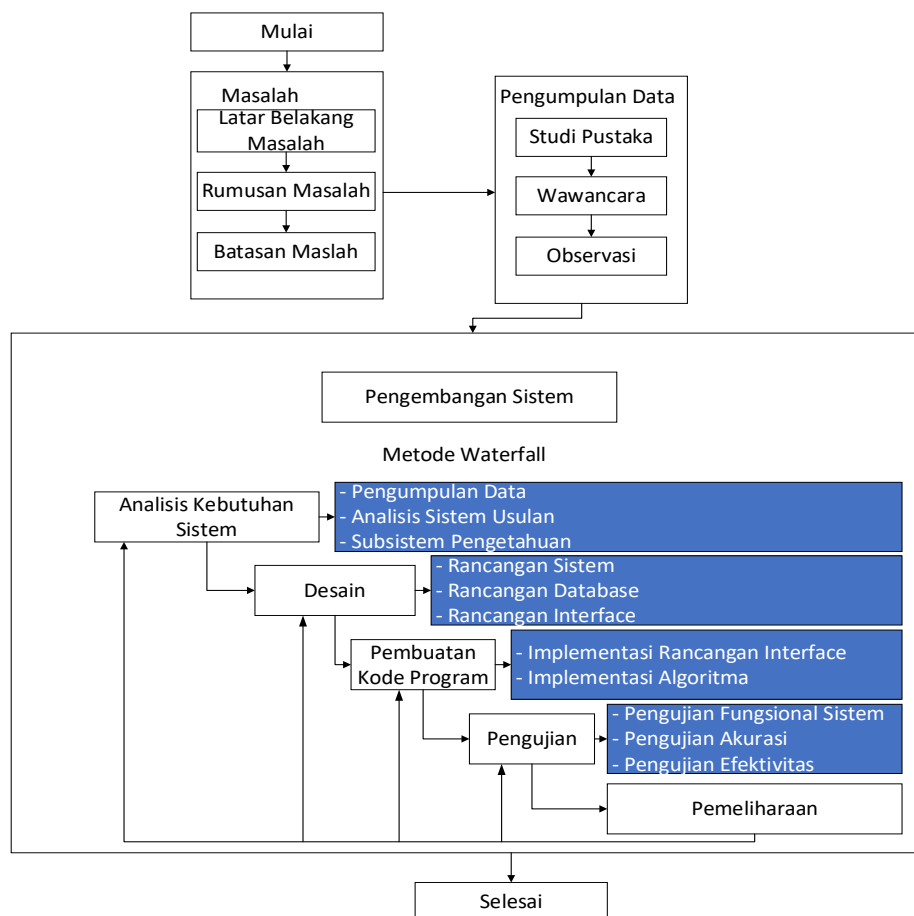 Mulai
Masalah
Latar Belakang
Masalah
Rumusan Masalah
Batasan Maslah
Pengumpulan Data
Studi Pustaka
Wawancara
Observasi
Pengembangan Sistem
Metode Waterfall
Analisis Kebutuhan
Sistem
- Pengumpulan Data
- Analisis Sistem Usulan
- Subsistem Pengetahuan
Desain
- Rancangan Sistem
- Rancangan Database
- Rancangan Interface
Pembuatan
Kode Program
- Implementasi Rancangan Interface
- Implementasi Algoritma
Pengujian
- Pengujian Fungsional Sistem
- Pengujian Akurasi
- Pengujian Efektivitas
Pemeliharaan
Selesai